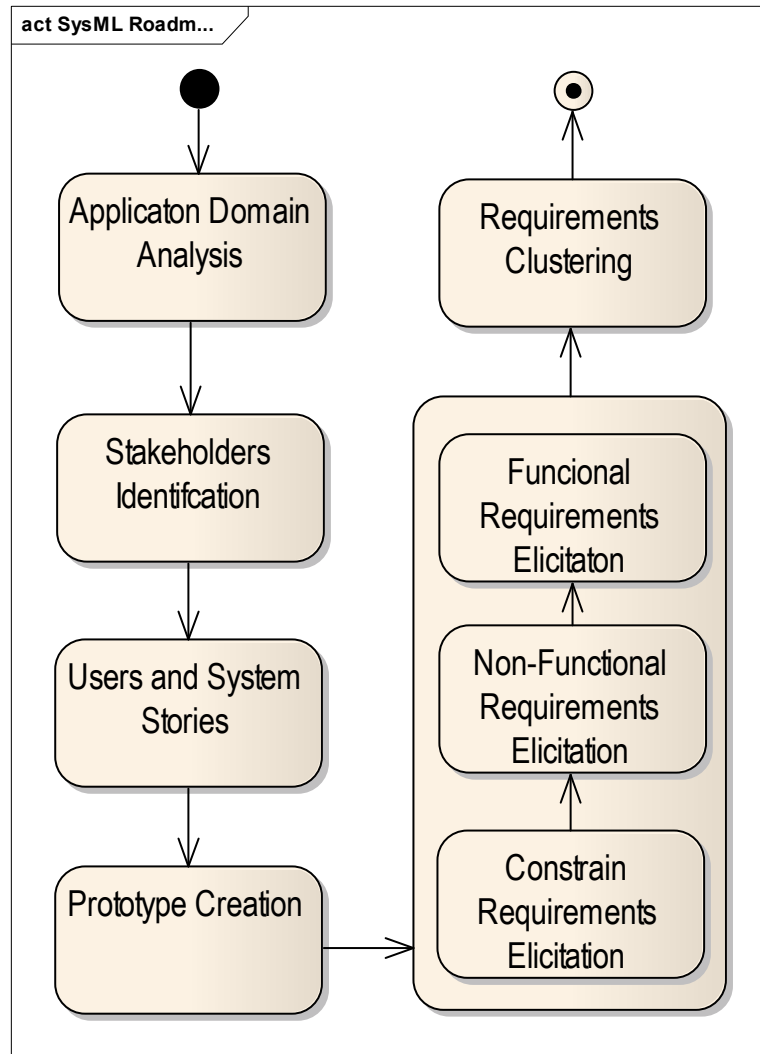 act SysML Roadm...
Applicaton Domain
Analysis
Stakeholders
Identifcation
Users and System
Stories
Prototype Creation
Requirements
Clustering
Funcional
Requirements
Elicitaton
Non-Functional
Requirements
Elicitation
Constrain
Requirements
Elicitation